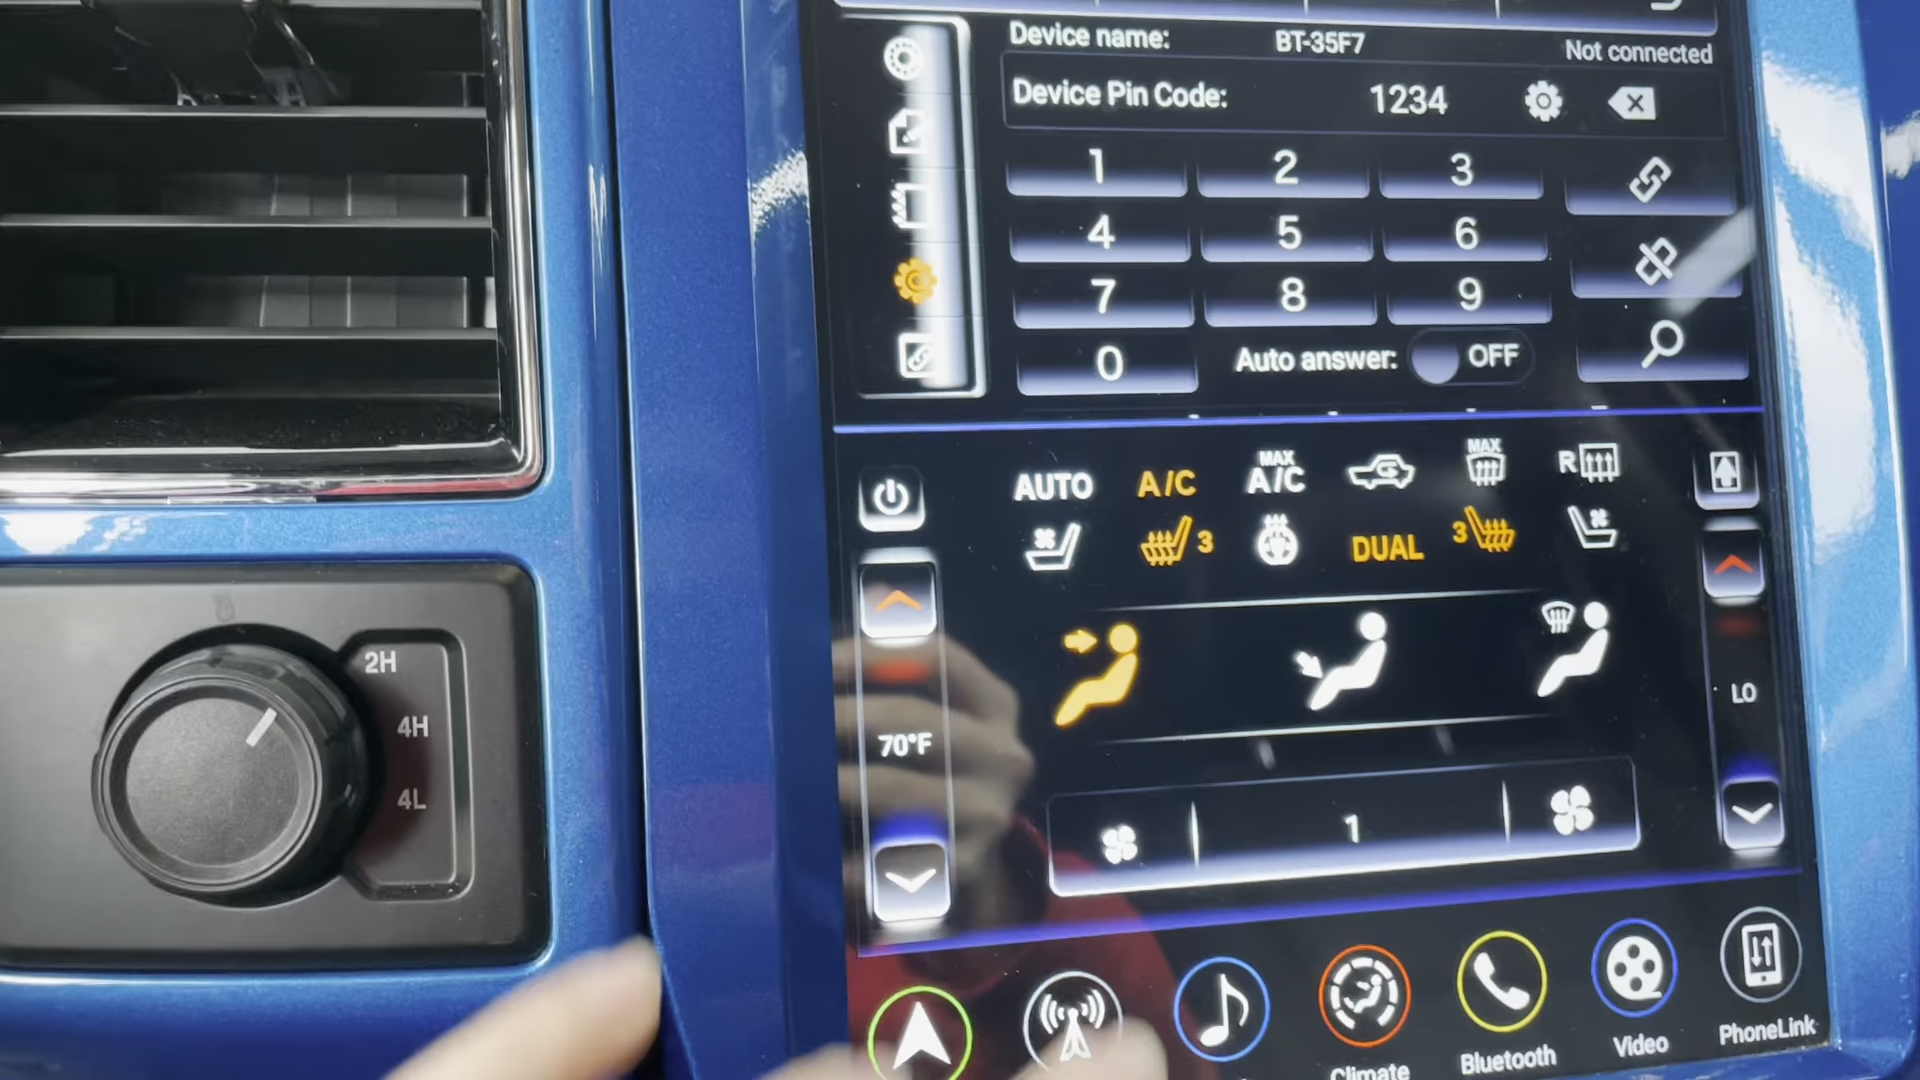 Device name: BT-35F7 Not connected
Device Pin Code: 1234
1 2 3
4 5 6
7 8 9
0 Auto answer: OFF
AUTO A/C MAX A/C MAX R
3 DUAL 3
2H
4H
4L
70°F
LO
1
Climate Bluetooth Video PhoneLink